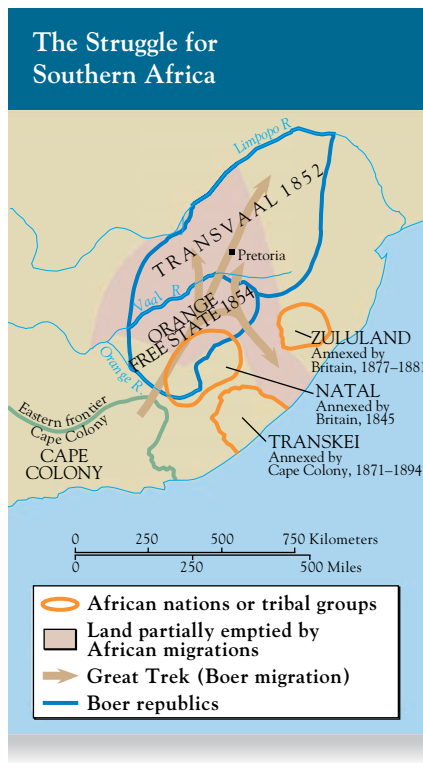 The Struggle for
Southern Africa
Limpopo R
TRANSVAAL 1852
Pretoria
Vaal R.
ORANGE
FREE STATE 1854
Orange R.
ZULULAND
Annexed by
Britain, 1877–1881
NATAL
Annexed by
Britain, 1845
TRANSKEI
Annexed by
Cape Colony, 1871–1894
Eastern frontier
Cape Colony
CAPE
COLONY
0 250 500 750 Kilometers
0 250 500 Miles
African nations or tribal groups
Land partially emptied by
African migrations
Great Trek (Boer migration)
Boer republics